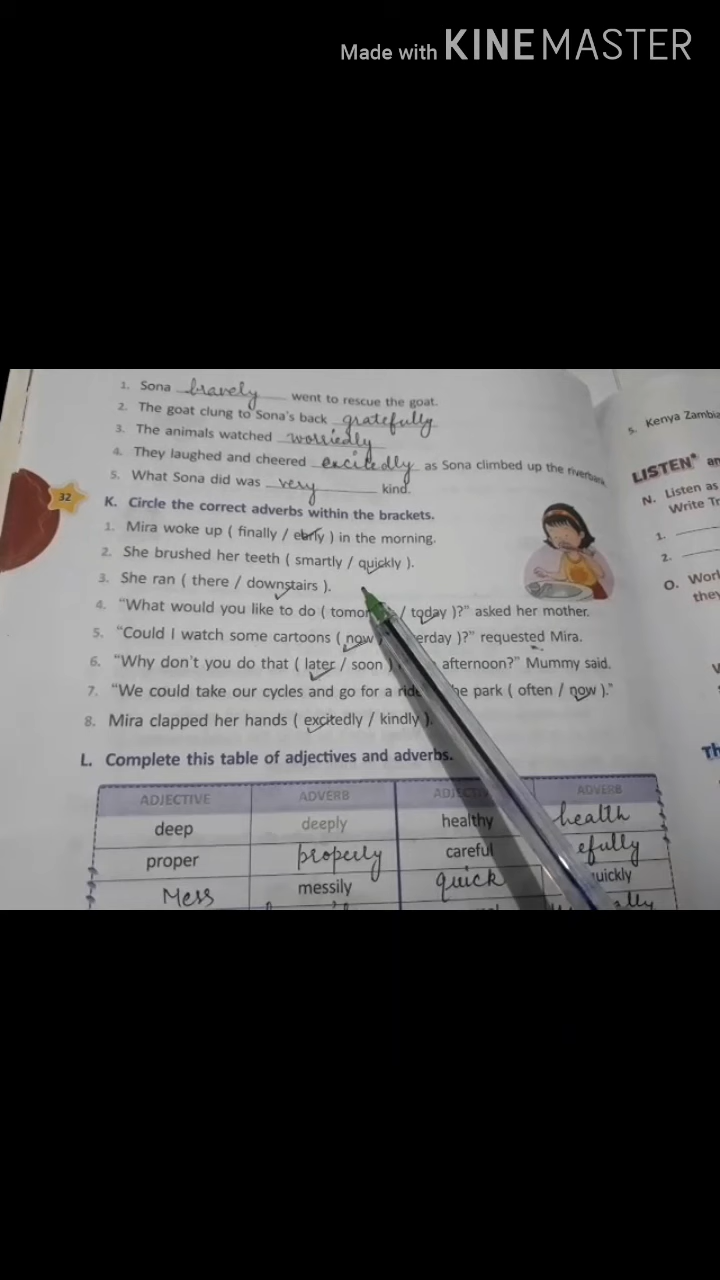 Made with KINEMASTER
1. Sona bravely went to rescue the goat.
2. The goat clung to Sona's back gratefully
3. The animals watched worriedly
4. They laughed and cheered excitedly as Sona climbed up the riverbank.
5. What Sona did was very kind.
32
K. Circle the correct adverbs within the brackets.
1. Mira woke up ( finally / early ) in the morning.
2. She brushed her teeth ( smartly / quickly ).
3. She ran ( there / downstairs ).
4. "What would you like to do ( / today )?" asked her mother.
5. "Could I watch some cartoons ( now )?" requested Mira.
6. "Why don't you do that ( later / soon ) afternoon?" Mummy said.
7. "We could take our cycles and go for a ride park ( often / now )."
8. Mira clapped her hands ( excitedly / kindly ).
L. Complete this table of adjectives and adverbs.
ADJECTIVE ADVERB ADVERB
deep deeply healthy health
proper properly careful efully
Mess messily quick quickly
5. Kenya Zambia
LISTEN
N. Listen as
Write Tr
1.
2.
O. Work
they